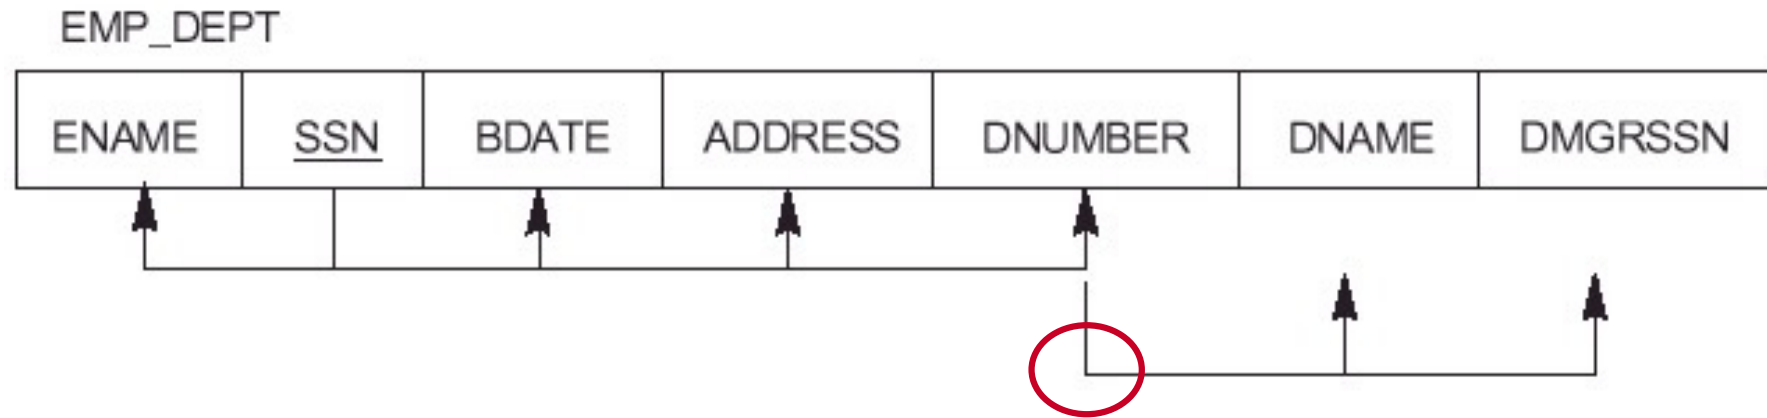 EMP_DEPT
ENAME SSN BDATE ADDRESS DNUMBER DNAME DMGRSSN